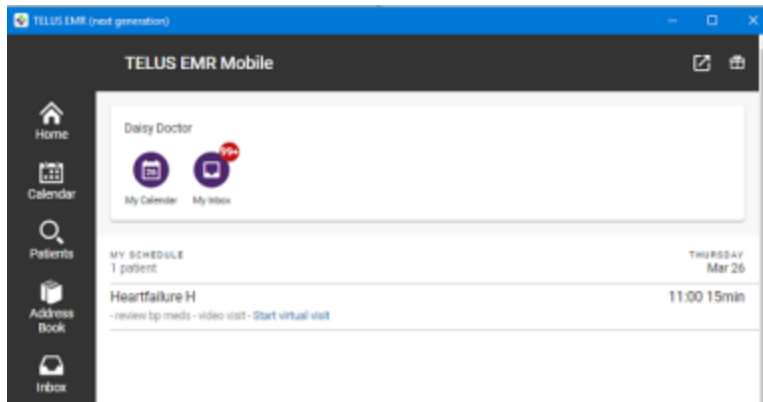 TELUS EMR (next generation)
TELUS EMR Mobile
Home
Calendar
Patients
Address
Book
Inbox
Daisy Doctor
26
99+
My Calendar My Inbox
MY SCHEDULE THURSDAY
1 patient Mar 26
Heartfailure H 11:00 15min
- review bp meds - video visit - Start virtual visit